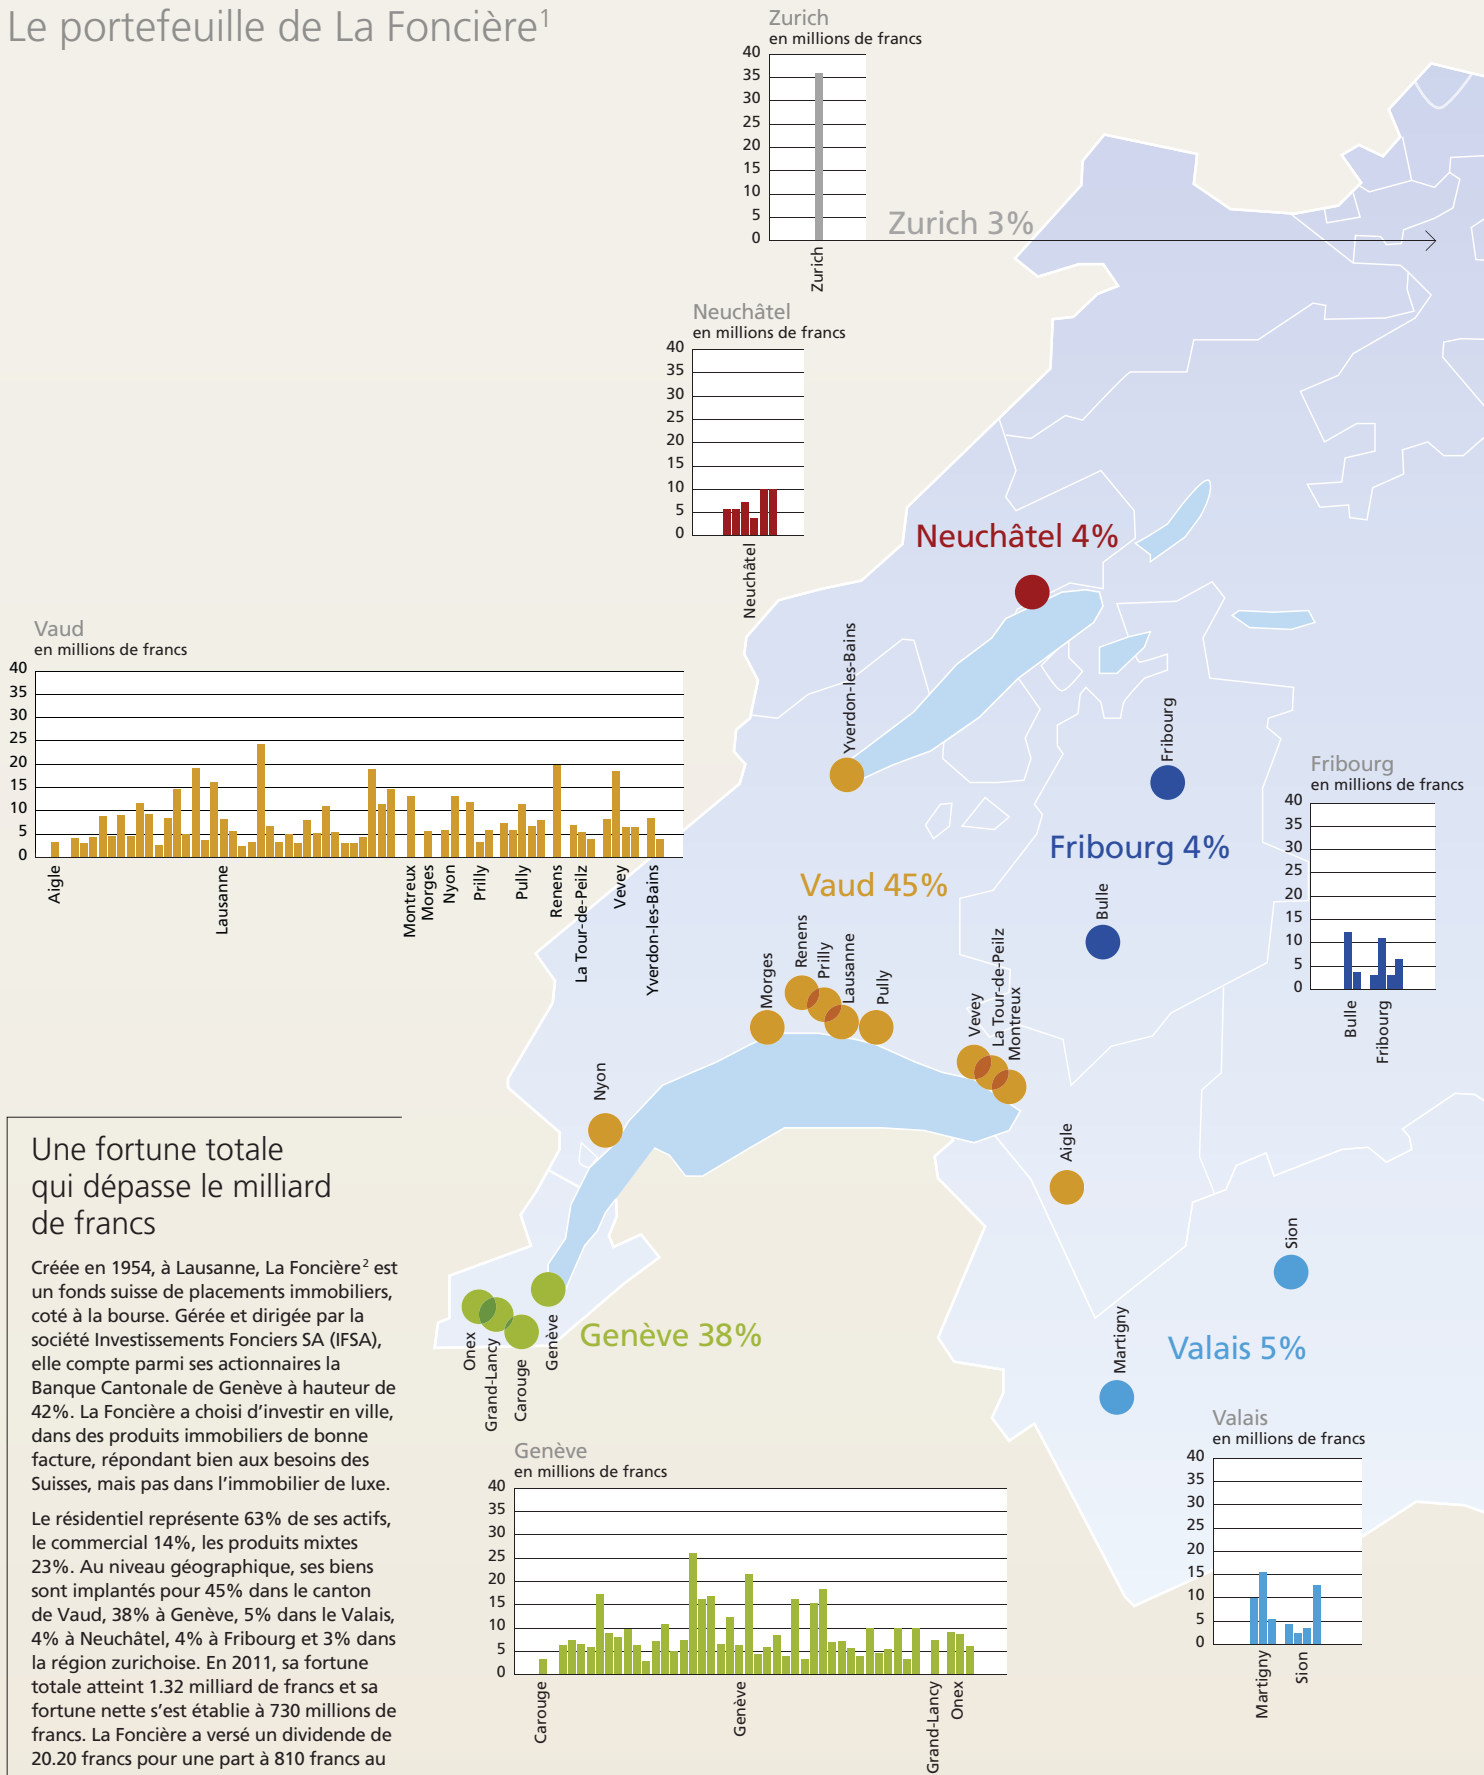 Le portefeuille de La Foncière1
Zurich
en millions de francs
40
35
30
25
20
15
10
5
0
Zurich
Zurich 3%
Neuchâtel
en millions de francs
40
35
30
25
20
15
10
5
0
Neuchâtel
Neuchâtel 4%
Vaud
en millions de francs
40
35
30
25
20
15
10
5
0
Aigle
Lausanne
Montreux
Morges
Nyon
Prilly
Pully
Renens
La Tour-de-Peilz
Vevey
Yverdon-les-Bains
Yverdon-les-Bains
Fribourg
Fribourg
en millions de francs
40
35
30
25
20
15
10
5
0
Bulle
Fribourg
Fribourg 4%
Vaud 45%
Bulle
Morges
Renens
Prilly
Lausanne
Pully
Vevey
La Tour-de-Peilz
Montreux
Nyon
Aigle
Sion
Martigny
Valais 5%
Onex
Grand-Lancy
Carouge
Genève
Genève 38%
Une fortune totale
qui dépasse le milliard
de francs
Créée en 1954, à Lausanne, La Foncière2 est
un fonds suisse de placements immobiliers,
coté à la bourse. Gérée et dirigée par la
société Investissements Fonciers SA (IFSA),
elle compte parmi ses actionnaires la
Banque Cantonale de Genève à hauteur de
42%. La Foncière a choisi d'investir en ville,
dans des produits immobiliers de bonne
facture, répondant bien aux besoins des
Suisses, mais pas dans l'immobilier de luxe.
Le résidentiel représente 63% de ses actifs,
le commercial 14%, les produits mixtes
23%. Au niveau géographique, ses biens
sont implantés pour 45% dans le canton
de Vaud, 38% à Genève, 5% dans le Valais,
4% à Neuchâtel, 4% à Fribourg et 3% dans
la région zurichoise. En 2011, sa fortune
totale atteint 1.32 milliard de francs et sa
fortune nette s'est établie à 730 millions de
francs. La Foncière a versé un dividende de
20.20 francs pour une part à 810 francs au
Genève
en millions de francs
40
35
30
25
20
15
10
5
0
Carouge
Genève
Grand-Lancy
Onex
Valais
en millions de francs
40
35
30
25
20
15
10
5
0
Martigny
Sion